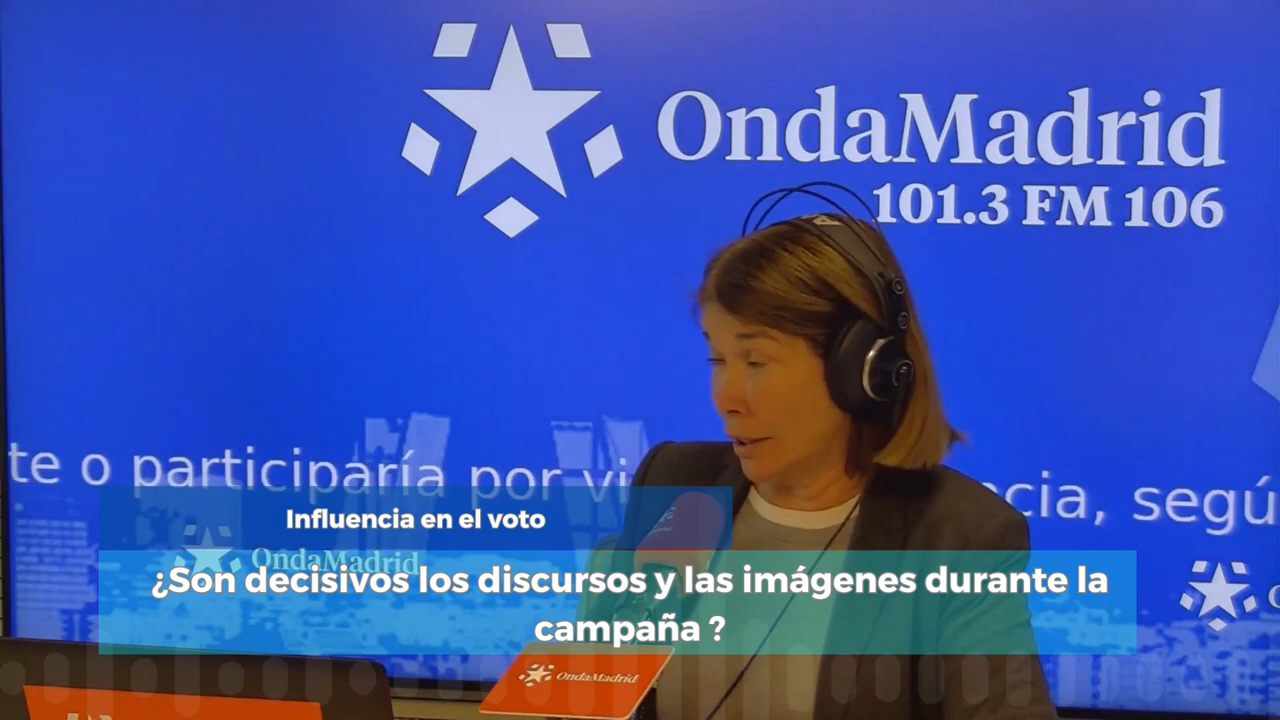 OndaMadrid
101.3 FM 106
te o participaría por vi
cia, segú
Influencia en el voto
OndaMadrid
¿Son decisivos los discursos y las imágenes durante la
campaña ?
OndaMadrid